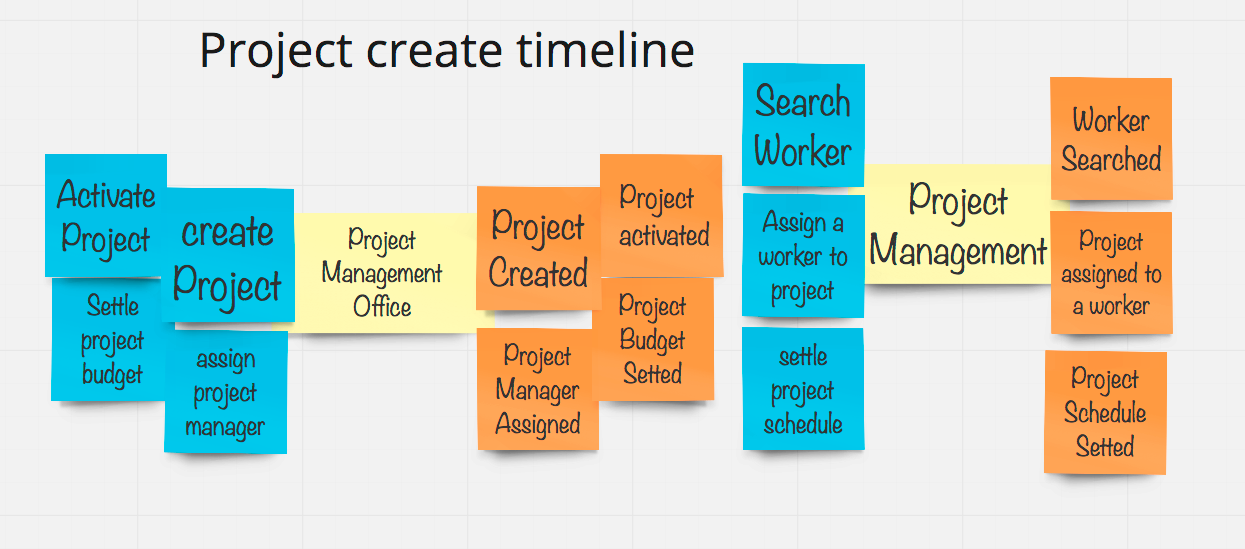 Project create timeline
Activate
Project
Settle
project
budget
create
Project
assign
project
manager
Project
Management
Office
Project
Created
Project
Manager
Assigned
Project
activated
Project
Budget
Setted
Search
Worker
Assign a
worker to
project
settle
project
schedule
Project
Management
Worker
Searched
Project
assigned to
a worker
Project
Schedule
Setted